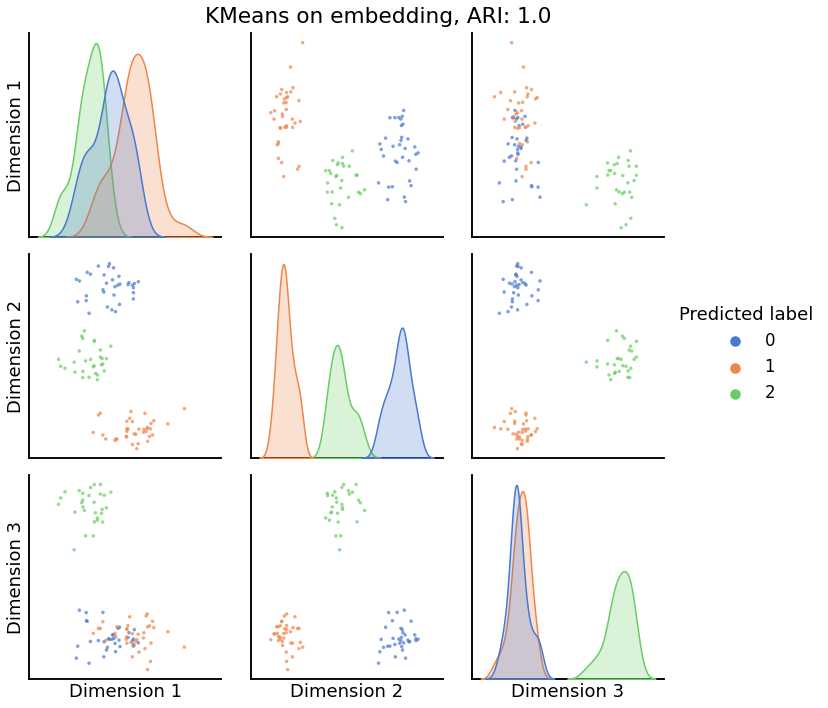 KMeans on embedding, ARI: 1.0
Dimension 1
Dimension 2
Predicted label
0
1
2
Dimension 3
Dimension 1
Dimension 2
Dimension 3